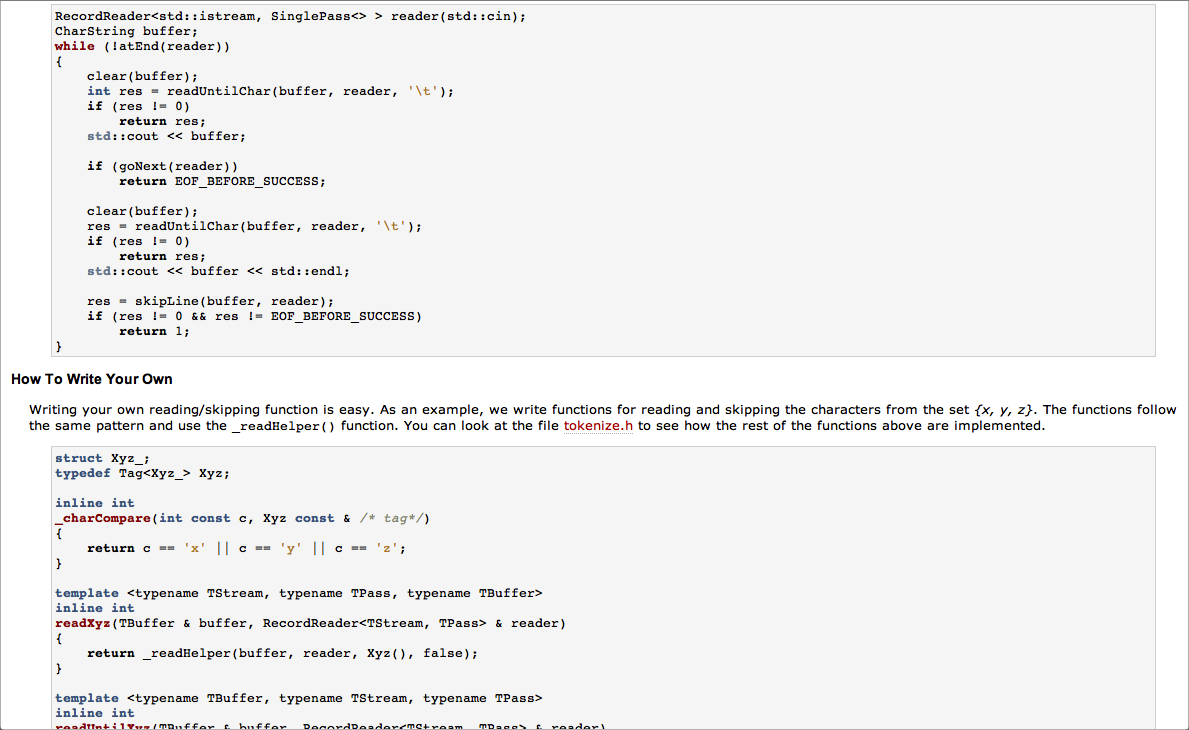 RecordReader<std::istream, SinglePass<> > reader(std::cin);
CharString buffer;
while (!atEnd(reader))
{
    clear(buffer);
    int res = readUntilChar(buffer, reader, '\t');
    if (res != 0)
        return res;
    std::cout << buffer;

    if (goNext(reader))
        return EOF_BEFORE_SUCCESS;

    clear(buffer);
    res = readUntilChar(buffer, reader, '\t');
    if (res != 0)
        return res;
    std::cout << buffer << std::endl;

    res = skipLine(buffer, reader);
    if (res != 0 && res != EOF_BEFORE_SUCCESS)
        return 1;
}
How To Write Your Own
Writing your own reading/skipping function is easy. As an example, we write functions for reading and skipping the characters from the set {x, y, z}. The functions follow
the same pattern and use the _readHelper() function. You can look at the file tokenize.h to see how the rest of the functions above are implemented.
struct Xyz_;
typedef Tag<Xyz_> Xyz;

inline int
_charCompare(int const c, Xyz const & /* tag*/)
{
    return c == 'x' || c == 'y' || c == 'z';
}

template <typename TStream, typename TPass, typename TBuffer>
inline int
readXyz(TBuffer & buffer, RecordReader<TStream, TPass> & reader)
{
    return _readHelper(buffer, reader, Xyz(), false);
}

template <typename TBuffer, typename TStream, typename TPass>
inline int
readUntilXyz(TBuffer & buffer, RecordReader<TStream, TPass> & reader)